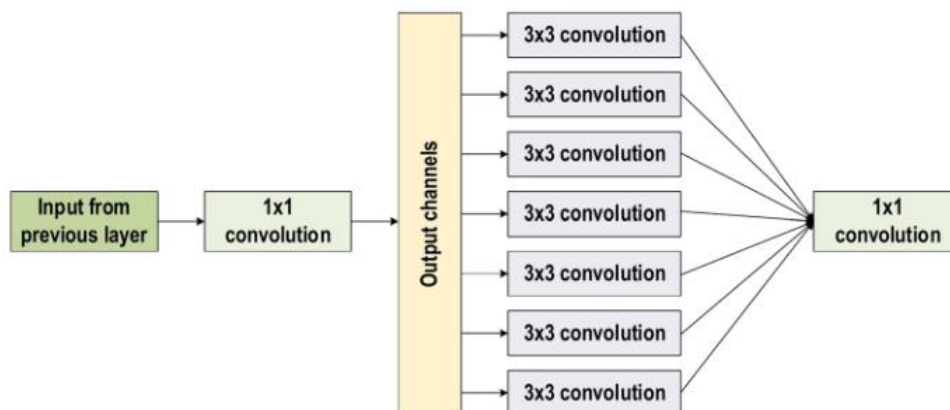 Input from
previous layer
1x1
convolution
Output channels
3x3 convolution
3x3 convolution
3x3 convolution
3x3 convolution
3x3 convolution
3x3 convolution
3x3 convolution
1x1
convolution